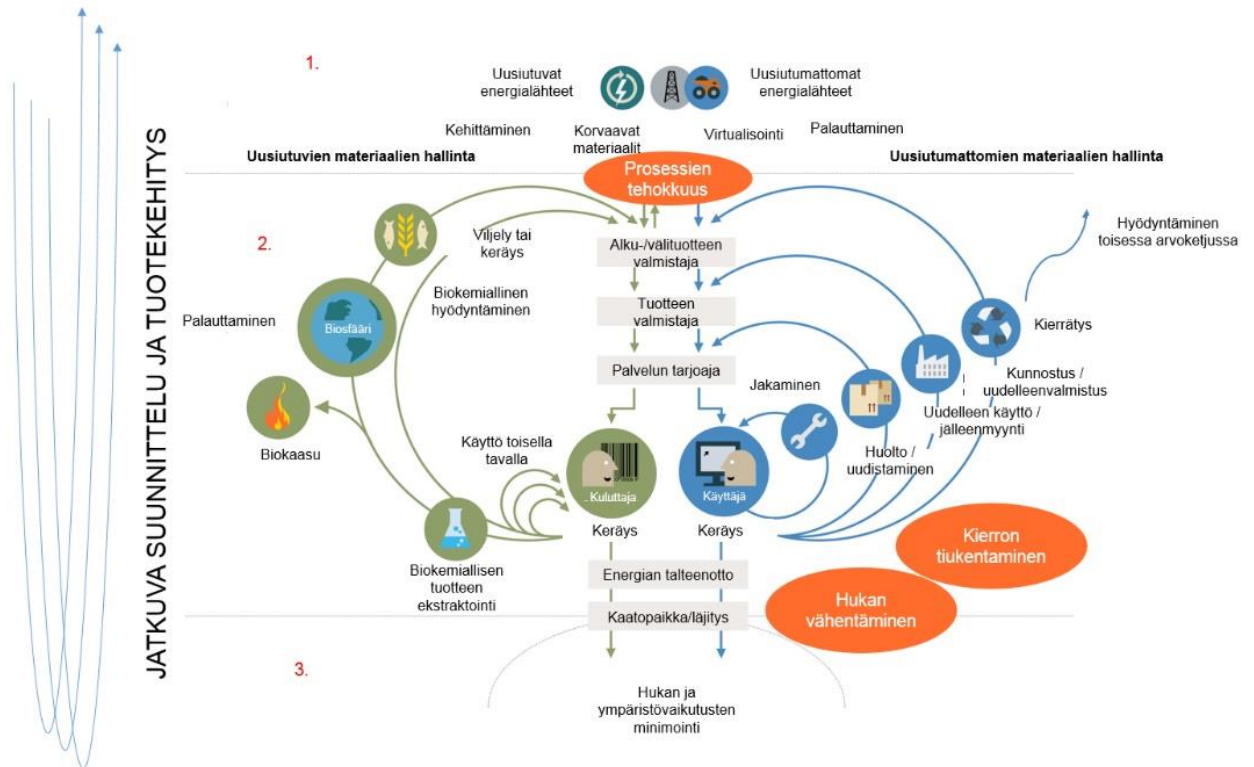 JATKUVA SUUNNITTELU JA TUOTEKEHITYS
1.
Uusiutuvat
energialähteet
Uusiutumattomat
energialähteet
Kehittäminen
Korvaavat
materiaalit
Virtualisointi
Palauttaminen
Uusiutuvien materiaalien hallinta
Uusiutumattomien materiaalien hallinta
Prosessien
tehokkuus
2.
Viljely tai
keräys
Alku-/välituotteen
valmistaja
Hyödyntäminen
toisessa arvoketjussa
Biokemiallinen
hyödyntäminen
Tuotteen
valmistaja
Palauttaminen
Biosfääri
Kierrätys
Palvelun tarjoaja
Jakaminen
Kunnostus /
uudelleenvalmistus
Uudelleen käyttö /
jälleenmyynti
Biokaasu
Käyttö toisella
tavalla
Huolto /
uudistaminen
Kuluttaja
Käyttäjä
Keräys
Keräys
Kierron
tiukentaminen
Biokemiallisen
tuotteen
ekstraktointi
Energian talteenotto
Hukan
vähentäminen
Kaatopaikka/läjitys
3.
Hukan ja
ympäristövaikutusten
minimointi